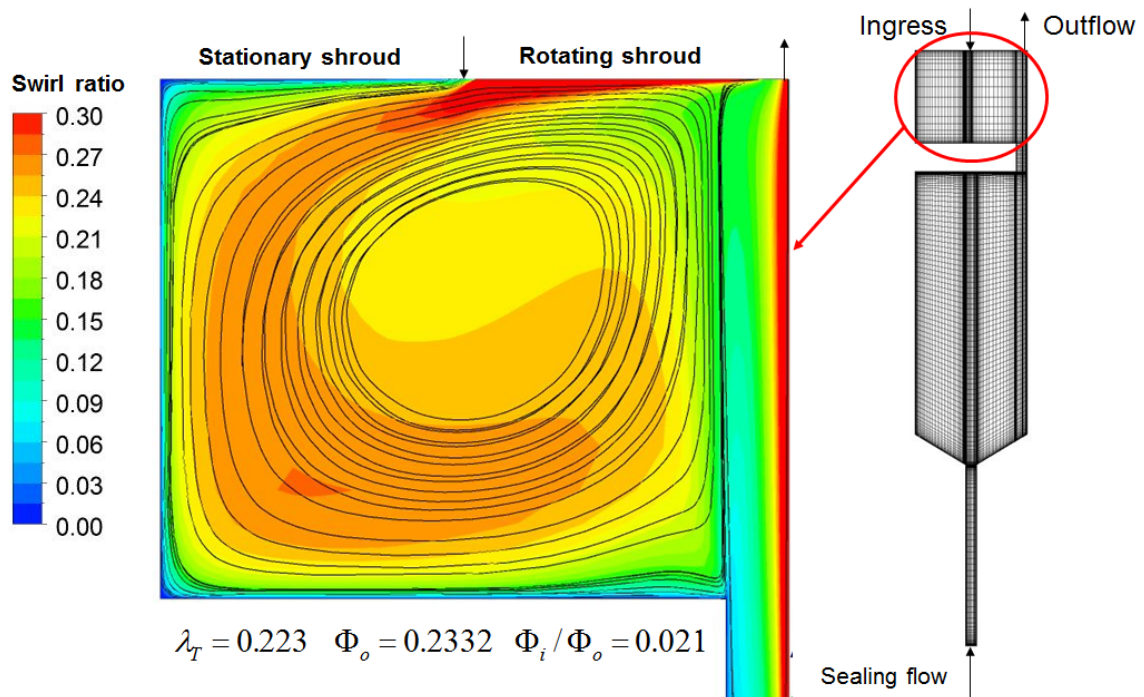 Ingress Outflow
Stationary shroud Rotating shroud
Swirl ratio
0.30
0.27
0.24
0.21
0.18
0.15
0.12
0.09
0.06
0.03
0.00
λ_T = 0.223 Φ_o = 0.2332 Φ_i/Φ_o = 0.021
Sealing flow